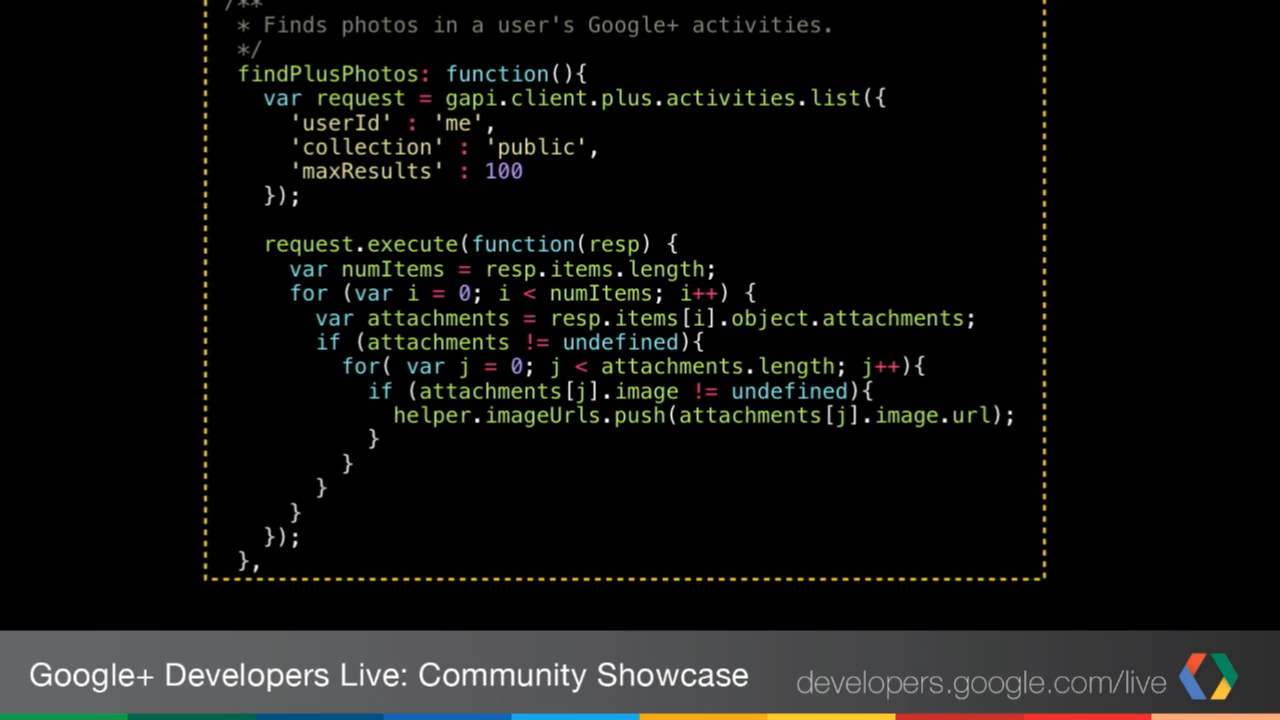 /**
 * Finds photos in a user's Google+ activities.
 */
findPlusPhotos: function(){
  var request = gapi.client.plus.activities.list({
    'userId' : 'me',
    'collection' : 'public',
    'maxResults' : 100
  });

  request.execute(function(resp) {
    var numItems = resp.items.length;
    for (var i = 0; i < numItems; i++) {
      var attachments = resp.items[i].object.attachments;
      if (attachments != undefined){
        for( var j = 0; j < attachments.length; j++){
          if (attachments[j].image != undefined){
            helper.imageUrls.push(attachments[j].image.url);
          }
        }
      }
    }
  });
},
Google+ Developers Live: Community Showcase
developers.google.com/live